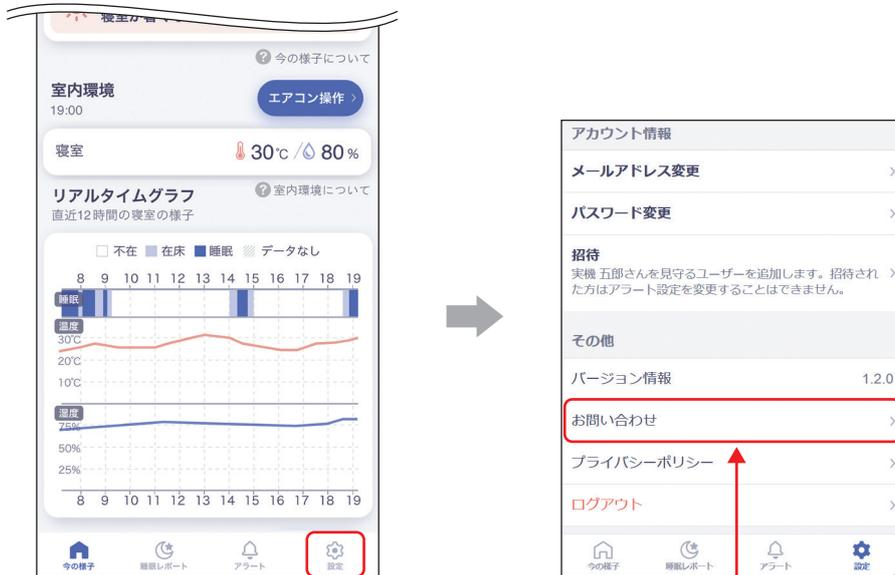 今の様子について
室内環境
エアコン操作
19:00
寝室
30℃ / 80%
リアルタイムグラフ
室内環境について
直近12時間の寝室の様子
不在 在床 睡眠 データなし
8 9 10 11 12 13 14 15 16 17 18 19
睡眠
温度
30℃
20℃
10℃
湿度
75%
50%
25%
8 9 10 11 12 13 14 15 16 17 18 19
今の様子 睡眠レポート アラート 設定
アカウント情報
メールアドレス変更
パスワード変更
招待
実機 五郎さんを見守るユーザーを追加します。招待され
た方はアラート設定を変更することはできません。
その他
バージョン情報 1.2.0
お問い合わせ
プライバシーポリシー
ログアウト
今の様子 睡眠レポート アラート 設定